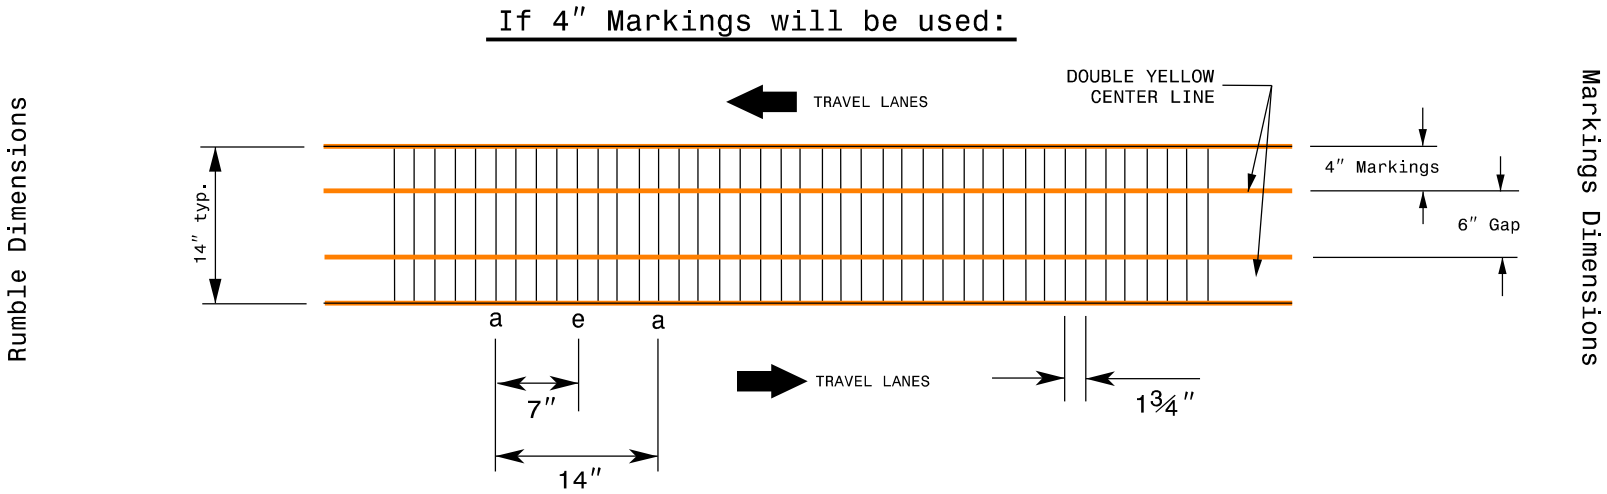 If 4″ Markings will be used:
DOUBLE YELLOW
CENTER LINE
TRAVEL LANES
Rumble Dimensions
Markings Dimensions
14″ typ.
4″ Markings
6″ Gap
a e a
TRAVEL LANES
7″
1¾″
14″